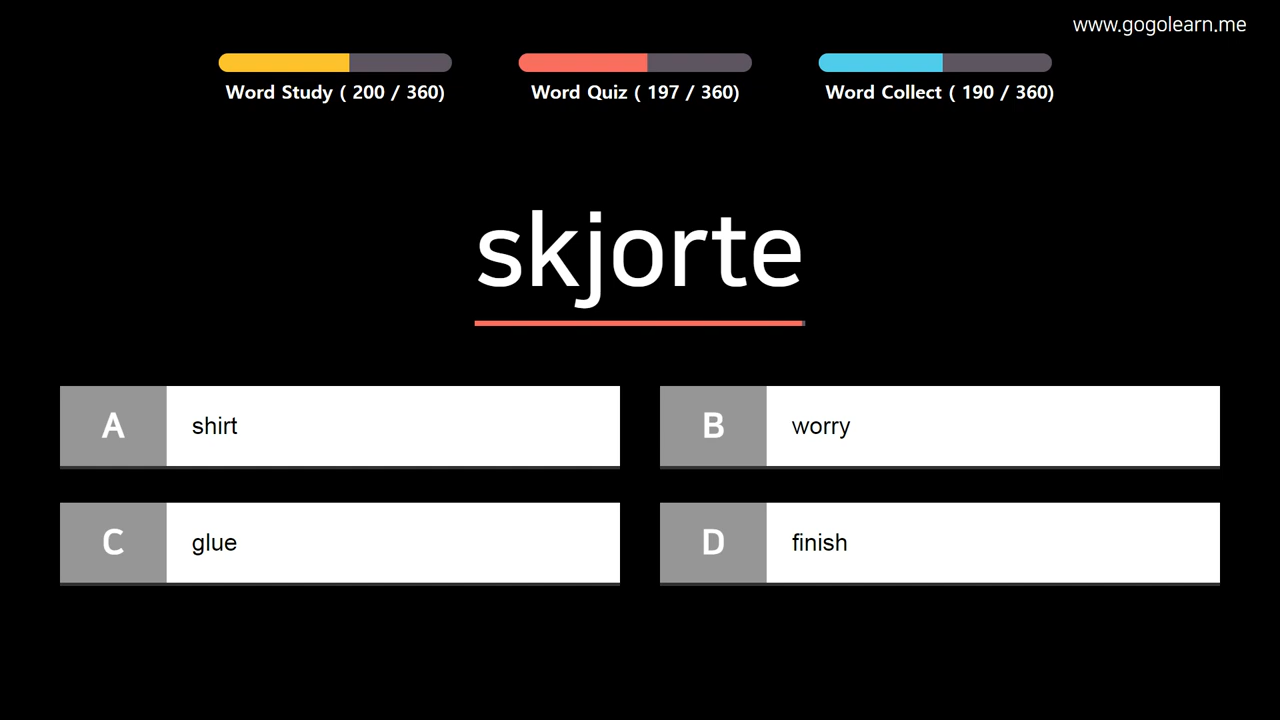 www.gogolearn.me
Word Study ( 200 / 360)
Word Quiz ( 197 / 360)
Word Collect ( 190 / 360)
skjorte
A shirt
B worry
C glue
D finish